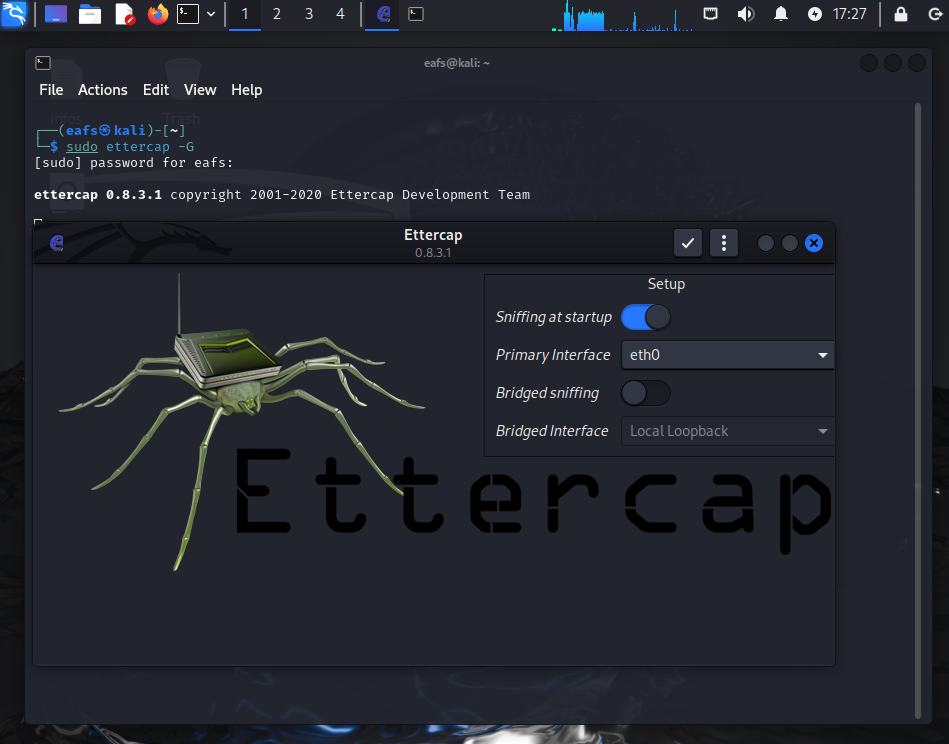 1 2 3 4 17:27
eafs@kali: ~
File Actions Edit View Help
Infos Trash
┌──(eafs㉿kali)-[~]
└─$ sudo ettercap -G
[sudo] password for eafs:
ettercap 0.8.3.1 copyright 2001-2020 Ettercap Development Team
Ettercap
0.8.3.1
Setup
Sniffing at startup
Primary Interface eth0
Bridged sniffing
Bridged Interface Local Loopback
Ettercap